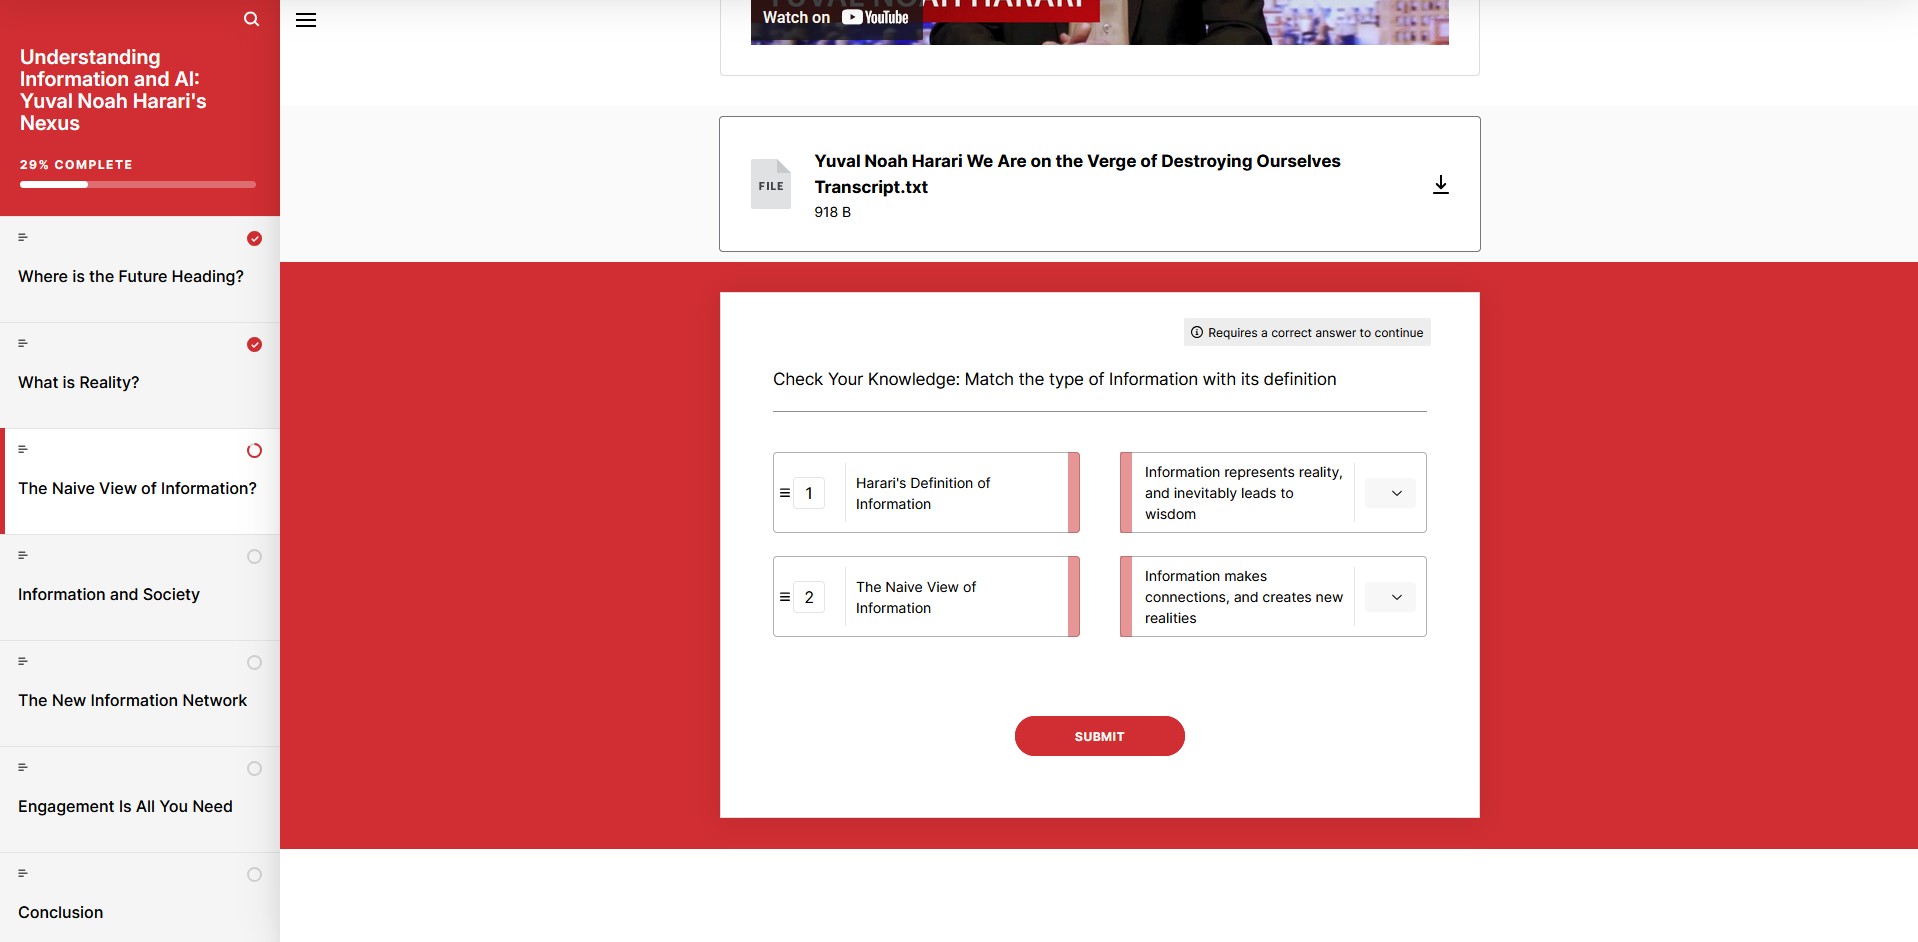 Understanding
Information and AI:
Yuval Noah Harari's
Nexus
29% COMPLETE
Where is the Future Heading?
What is Reality?
The Naive View of Information?
Information and Society
The New Information Network
Engagement Is All You Need
Conclusion
YUVAL NOAH HARARI
Watch on YouTube
FILE
Yuval Noah Harari We Are on the Verge of Destroying Ourselves
Transcript.txt
918 B
Requires a correct answer to continue
Check Your Knowledge: Match the type of Information with its definition
1
Harari's Definition of
Information
Information represents reality,
and inevitably leads to
wisdom
2
The Naive View of
Information
Information makes
connections, and creates new
realities
SUBMIT